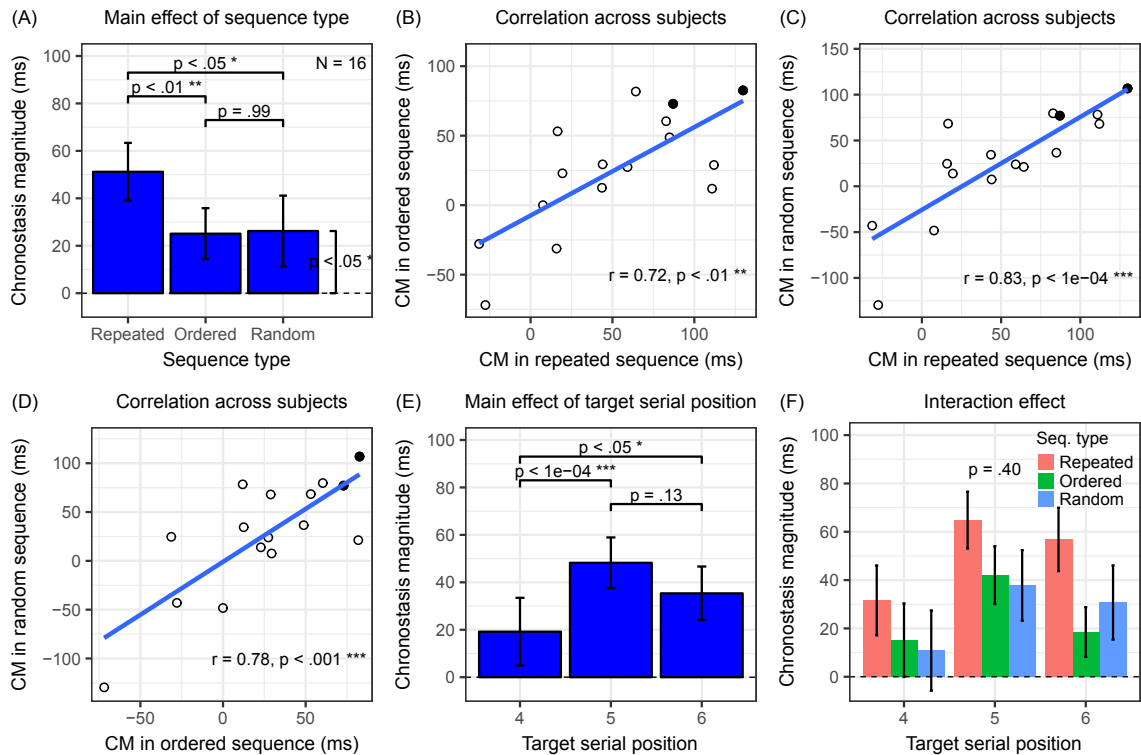 (A)
Main effect of sequence type
Chronostasis magnitude (ms)
100
80
60
40
20
0
p < .05 *
N = 16
p < .01 **
p = .99
p < .05 *
Repeated
Ordered
Random
Sequence type
(B)
Correlation across subjects
CM in ordered sequence (ms)
100
50
0
−50
r = 0.72, p < .01 **
0
50
100
CM in repeated sequence (ms)
(C)
Correlation across subjects
CM in random sequence (ms)
150
100
50
0
−50
−100
r = 0.83, p < 1e−04 ***
0
50
100
CM in repeated sequence (ms)
(D)
Correlation across subjects
CM in random sequence (ms)
100
50
0
−50
−100
r = 0.78, p < .001 ***
−50
0
50
CM in ordered sequence (ms)
(E)
Main effect of target serial position
Chronostasis magnitude (ms)
100
80
60
40
20
0
p < .05 *
p < 1e−04 ***
p = .13
4
5
6
Target serial position
(F)
Interaction effect
Chronostasis magnitude (ms)
100
80
60
40
20
0
p = .40
Seq. type
Repeated
Ordered
Random
4
5
6
Target serial position